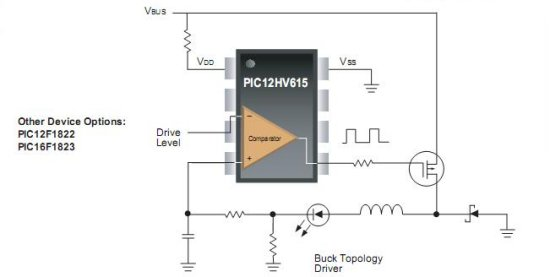 VBUS
VDD
VSS
PIC12HV615
Other Device Options:
PIC12F1822
PIC16F1823
Drive
Level
−
Comparator
+
Buck Topology
Driver